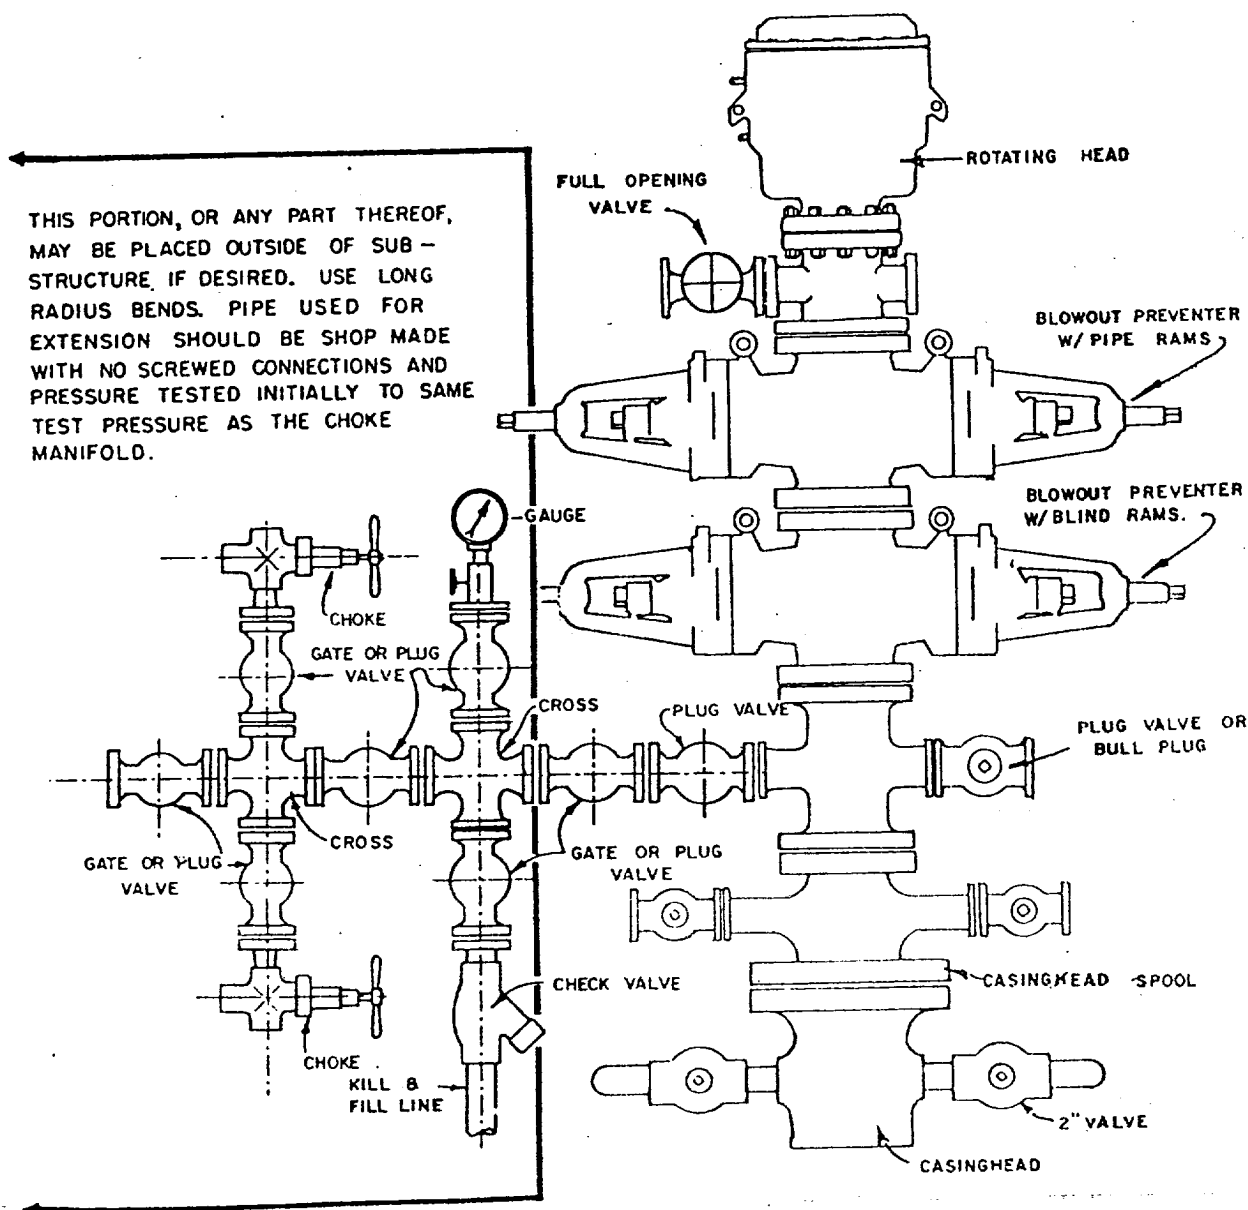 ROTATING HEAD
FULL OPENING
VALVE
THIS PORTION, OR ANY PART THEREOF,
MAY BE PLACED OUTSIDE OF SUB-
STRUCTURE IF DESIRED. USE LONG
RADIUS BENDS. PIPE USED FOR
EXTENSION SHOULD BE SHOP MADE
WITH NO SCREWED CONNECTIONS AND
PRESSURE TESTED INITIALLY TO SAME
TEST PRESSURE AS THE CHOKE
MANIFOLD.
BLOWOUT PREVENTER
W/ PIPE RAMS
BLOWOUT PREVENTER
W/ BLIND RAMS.
GAUGE
CHOKE
GATE OR PLUG
VALVE
CROSS
PLUG VALVE
PLUG VALVE OR
BULL PLUG
CROSS
GATE OR PLUG
VALVE
GATE OR PLUG
VALVE
CHECK VALVE
CASINGHEAD SPOOL
CHOKE
KILL &
FILL LINE
2" VALVE
CASINGHEAD